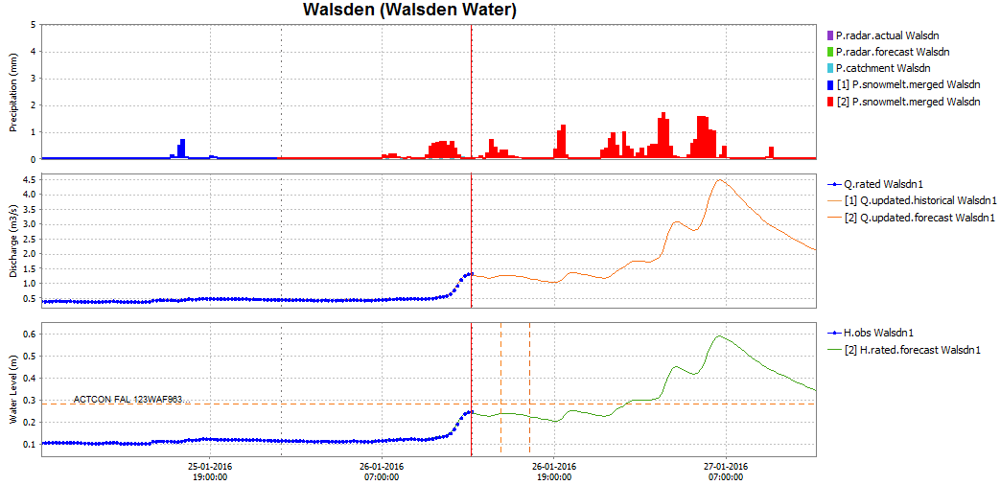 Walsden (Walsden Water)
Precipitation (mm)
5
4
3
2
1
0
P.radar.actual Walsdn
P.radar.forecast Walsdn
P.catchment Walsdn
[1] P.snowmelt.merged Walsdn
[2] P.snowmelt.merged Walsdn
Discharge (m3/s)
4.5
4.0
3.5
3.0
2.5
2.0
1.5
1.0
0.5
Q.rated Walsdn1
[1] Q.updated.historical Walsdn1
[2] Q.updated.forecast Walsdn1
Water Level (m)
0.6
0.5
0.4
0.3
0.2
0.1
ACTCON FAL 123WAF963...
H.obs Walsdn1
[2] H.rated.forecast Walsdn1
25-01-2016
19:00:00
26-01-2016
07:00:00
26-01-2016
19:00:00
27-01-2016
07:00:00